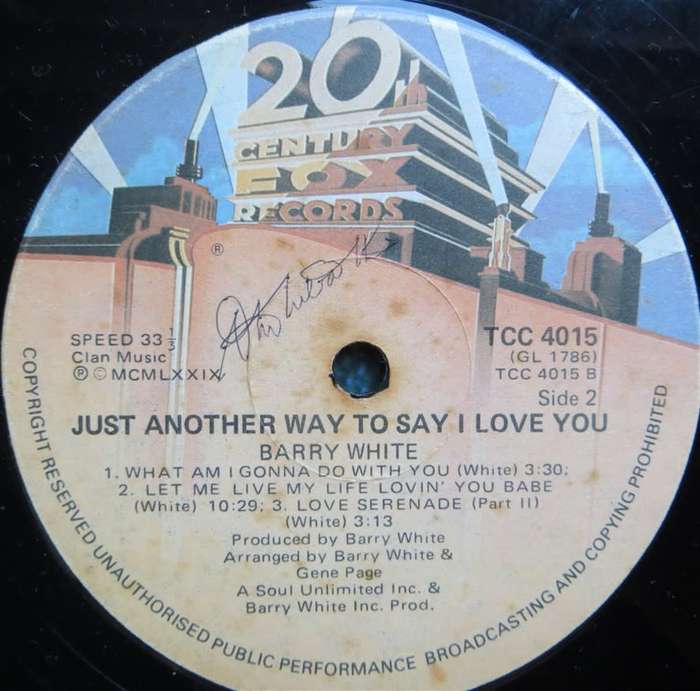 20th
CENTURY
FOX
RECORDS
®
SPEED 33 1/3
Clan Music
℗ © MCMLXXIX
TCC 4015
(GL 1786)
TCC 4015 B
Side 2
JUST ANOTHER WAY TO SAY I LOVE YOU
BARRY WHITE
1. WHAT AM I GONNA DO WITH YOU (White) 3:30;
2. LET ME LIVE MY LIFE LOVIN' YOU BABE
(White) 10:29; 3. LOVE SERENADE (Part II)
(White) 3:13
Produced by Barry White
Arranged by Barry White &
Gene Page
A Soul Unlimited Inc. &
Barry White Inc. Prod.
COPYRIGHT RESERVED UNAUTHORISED PUBLIC PERFORMANCE BROADCASTING AND COPYING PROHIBITED